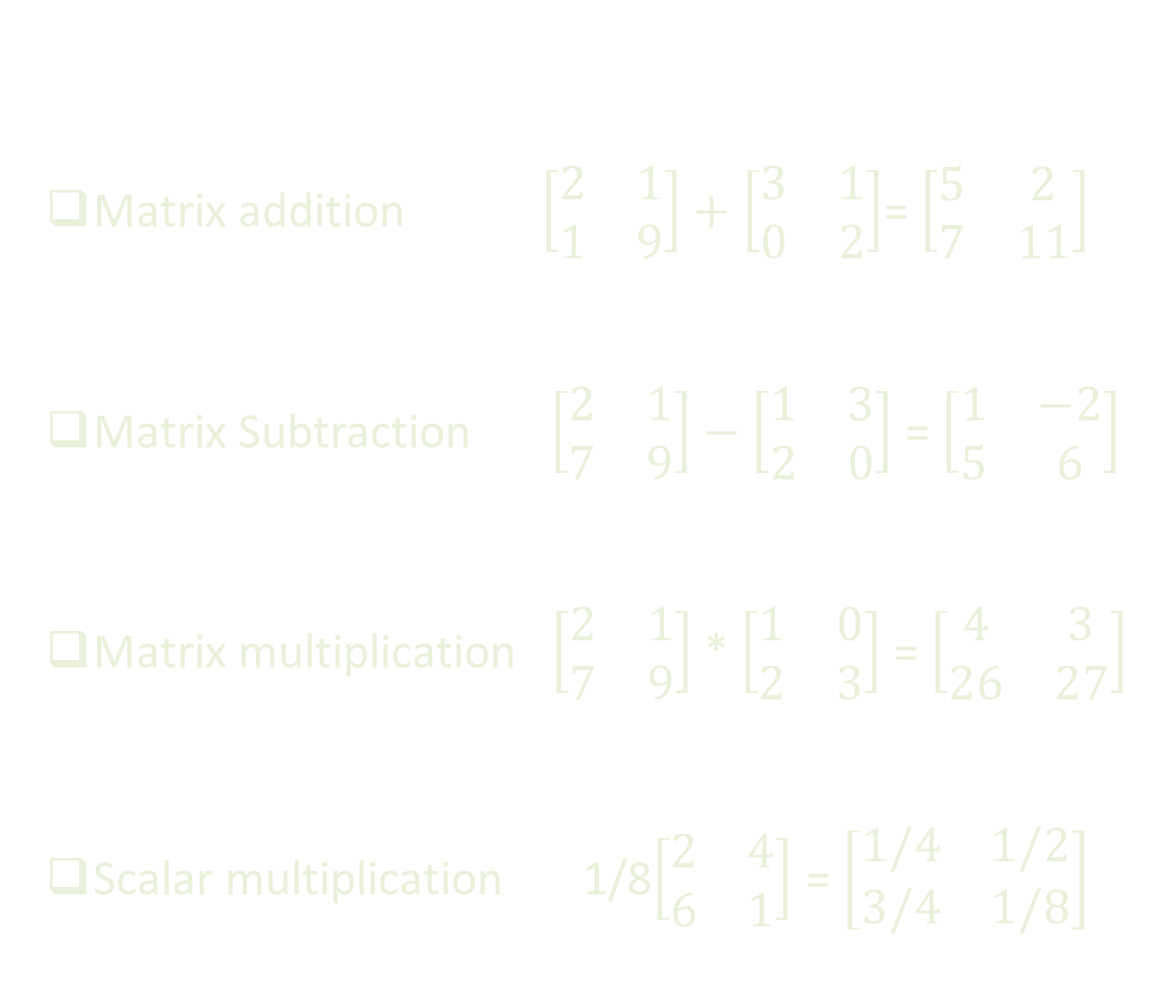 ❑Matrix addition [2 1 1 9] + [3 1 0 2] = [5 2 7 11]
❑Matrix Subtraction [2 1 7 9] − [1 3 2 0] = [1 −2 5 6]
❑Matrix multiplication [2 1 7 9] * [1 0 2 3] = [4 3 26 27]
❑Scalar multiplication 1/8[2 4 6 1] = [1/4 1/2 3/4 1/8]